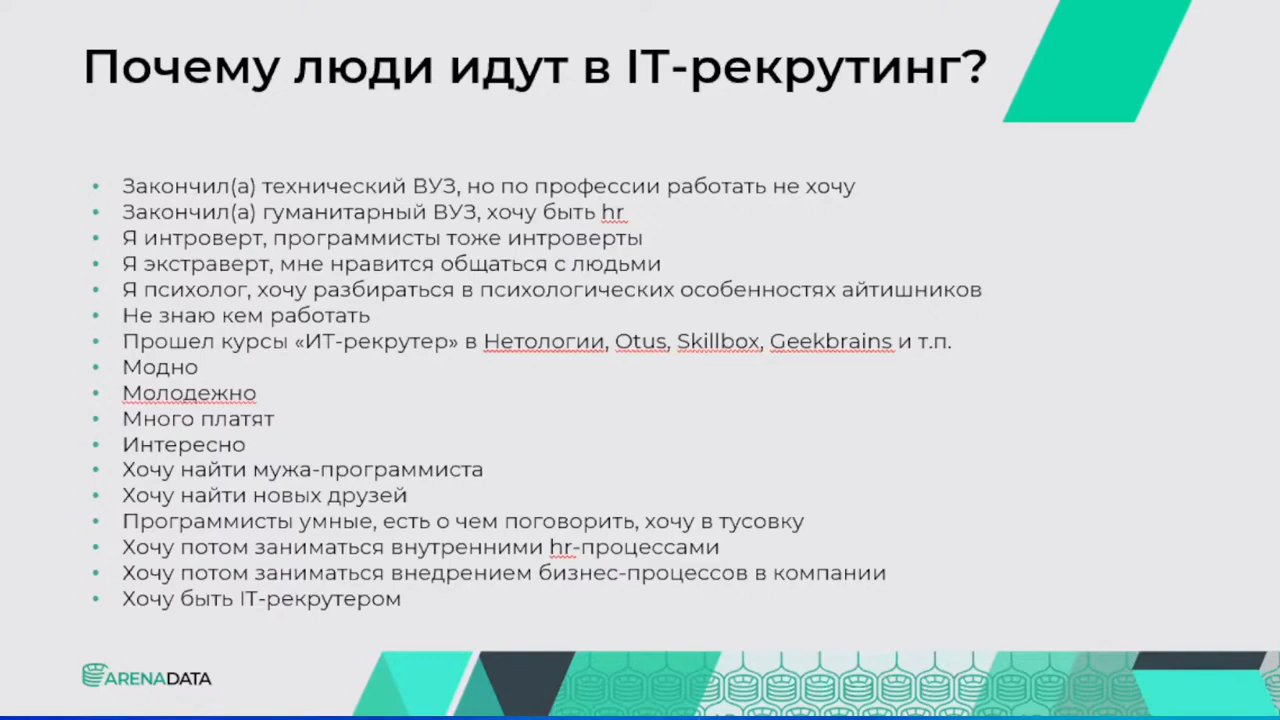 Почему люди идут в IT-рекрутинг?
• Закончил(а) технический ВУЗ, но по профессии работать не хочу
• Закончил(а) гуманитарный ВУЗ, хочу быть hr
• Я интроверт, программисты тоже интроверты
• Я экстраверт, мне нравится общаться с людьми
• Я психолог, хочу разбираться в психологических особенностях айтишников
• Не знаю кем работать
• Прошел курсы «ИТ-рекрутер» в Нетологии, Otus, Skillbox, Geekbrains и т.п.
• Модно
• Молодежно
• Много платят
• Интересно
• Хочу найти мужа-программиста
• Хочу найти новых друзей
• Программисты умные, есть о чем поговорить, хочу в тусовку
• Хочу потом заниматься внутренними hr-процессами
• Хочу потом заниматься внедрением бизнес-процессов в компании
• Хочу быть IT-рекрутером
ARENADATA